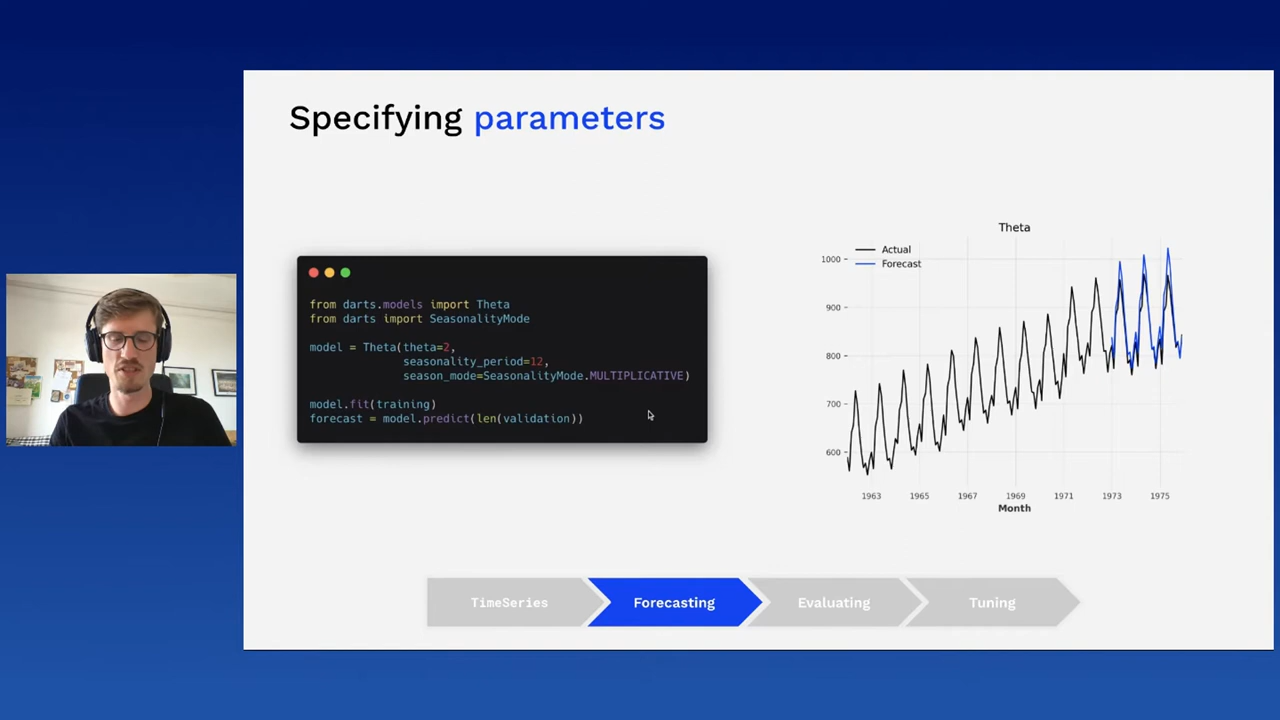 Specifying parameters
from darts.models import Theta
from darts import SeasonalityMode
model = Theta(theta=2,
seasonality_period=12,
season_mode=SeasonalityMode.MULTIPLICATIVE)
model.fit(training)
forecast = model.predict(len(validation))
Theta
Actual
Forecast
1000
900
800
700
600
1963 1965 1967 1969 1971 1973 1975
Month
TimeSeries Forecasting Evaluating Tuning